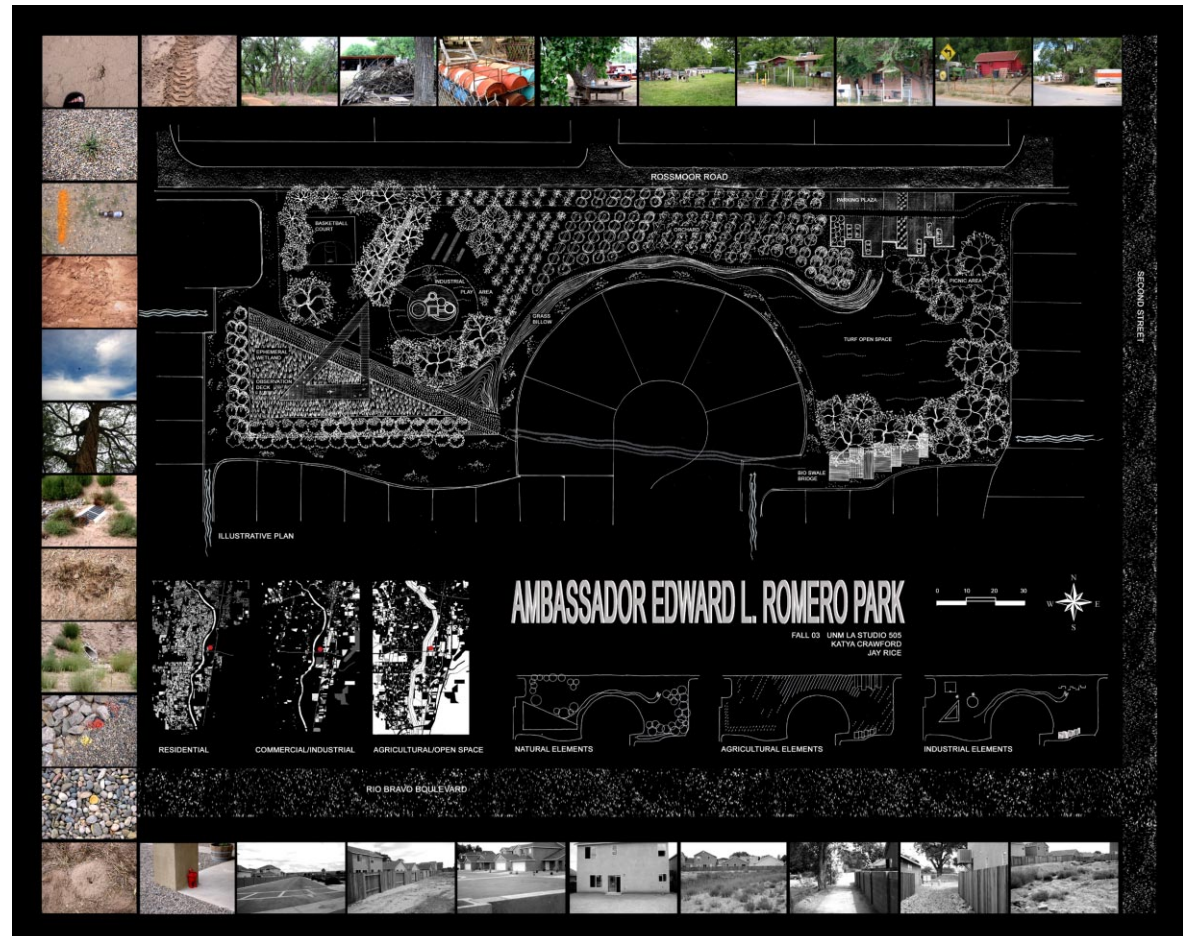 ROSSMOOR ROAD
PARKING PLAZA
BASKETBALL
COURT
ORCHARD
INDUSTRIAL
PLAY AREA
PICNIC AREA
SECOND STREET
GRASS
BILLOW
TURF OPEN SPACE
EPHEMERAL
WETLAND
OBSERVATION
DECK
BIO SWALE
BRIDGE
ILLUSTRATIVE PLAN
AMBASSADOR EDWARD L. ROMERO PARK
0 10 20 30
N
W E
S
FALL 03 UNM LA STUDIO 505
KATYA CRAWFORD
JAY RICE
RESIDENTIAL
COMMERCIAL/INDUSTRIAL
AGRICULTURAL/OPEN SPACE
NATURAL ELEMENTS
AGRICULTURAL ELEMENTS
INDUSTRIAL ELEMENTS
RIO BRAVO BOULEVARD